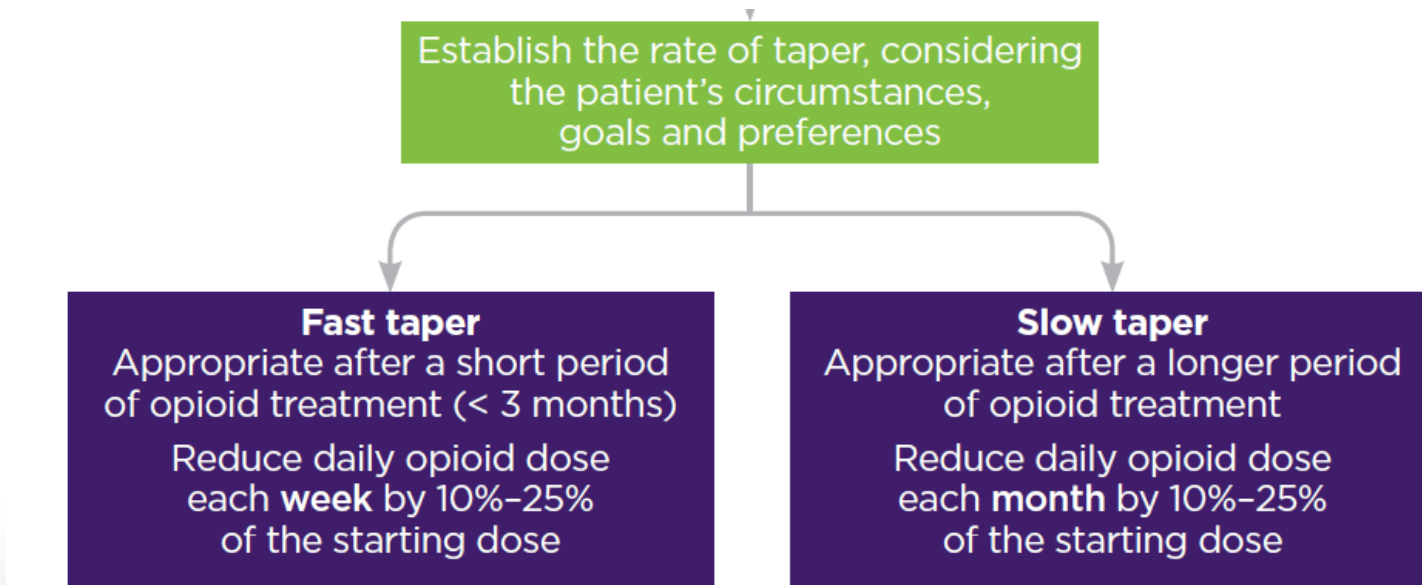 Establish the rate of taper, considering
the patient's circumstances,
goals and preferences
Fast taper
Appropriate after a short period
of opioid treatment (< 3 months)
Reduce daily opioid dose
each week by 10%–25%
of the starting dose
Slow taper
Appropriate after a longer period
of opioid treatment
Reduce daily opioid dose
each month by 10%–25%
of the starting dose